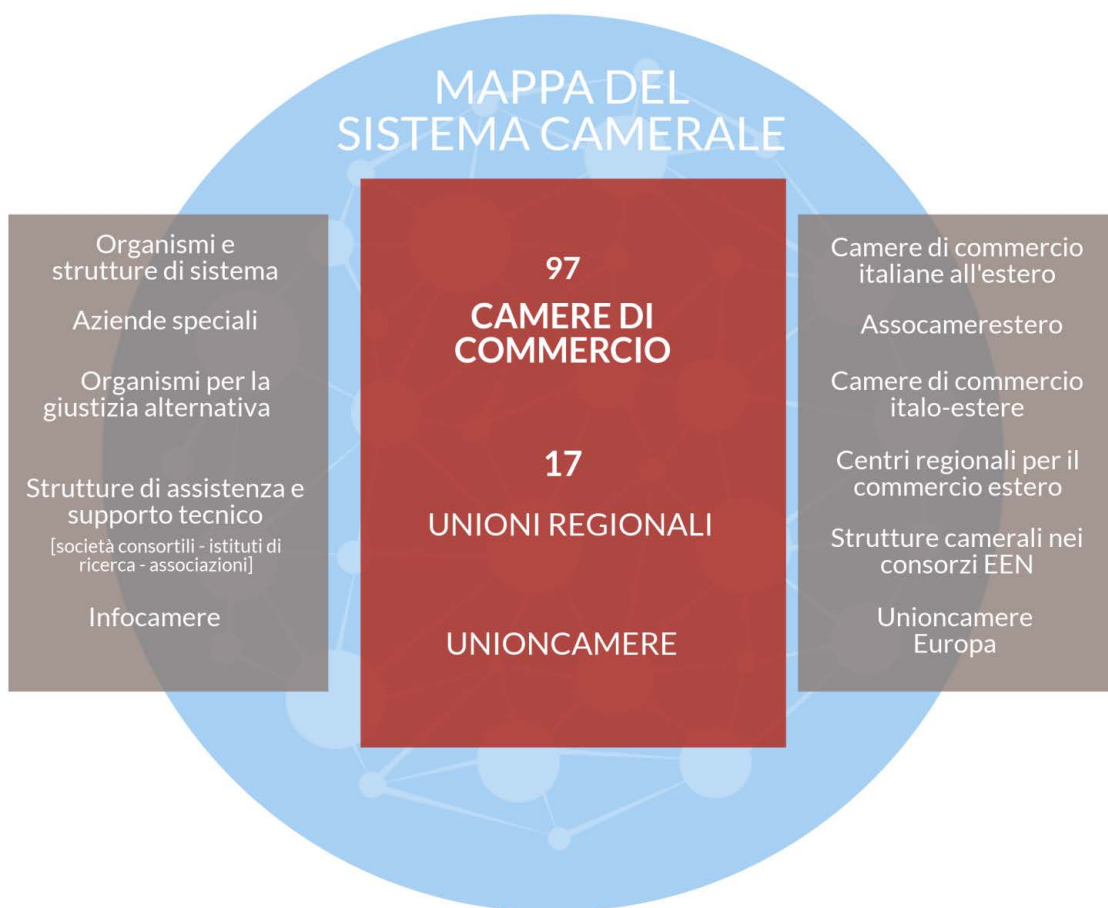 MAPPA DEL
SISTEMA CAMERALE
Organismi e
strutture di sistema
Aziende speciali
Organismi per la
giustizia alternativa
Strutture di assistenza e
supporto tecnico
[società consortili - istituti di
ricerca - associazioni]
Infocamere
97
CAMERE DI
COMMERCIO
17
UNIONI REGIONALI
UNIONCAMERE
Camere di commercio
italiane all'estero
Assocamerestero
Camere di commercio
italo-estere
Centri regionali per il
commercio estero
Strutture camerali nei
consorzi EEN
Unioncamere
Europa